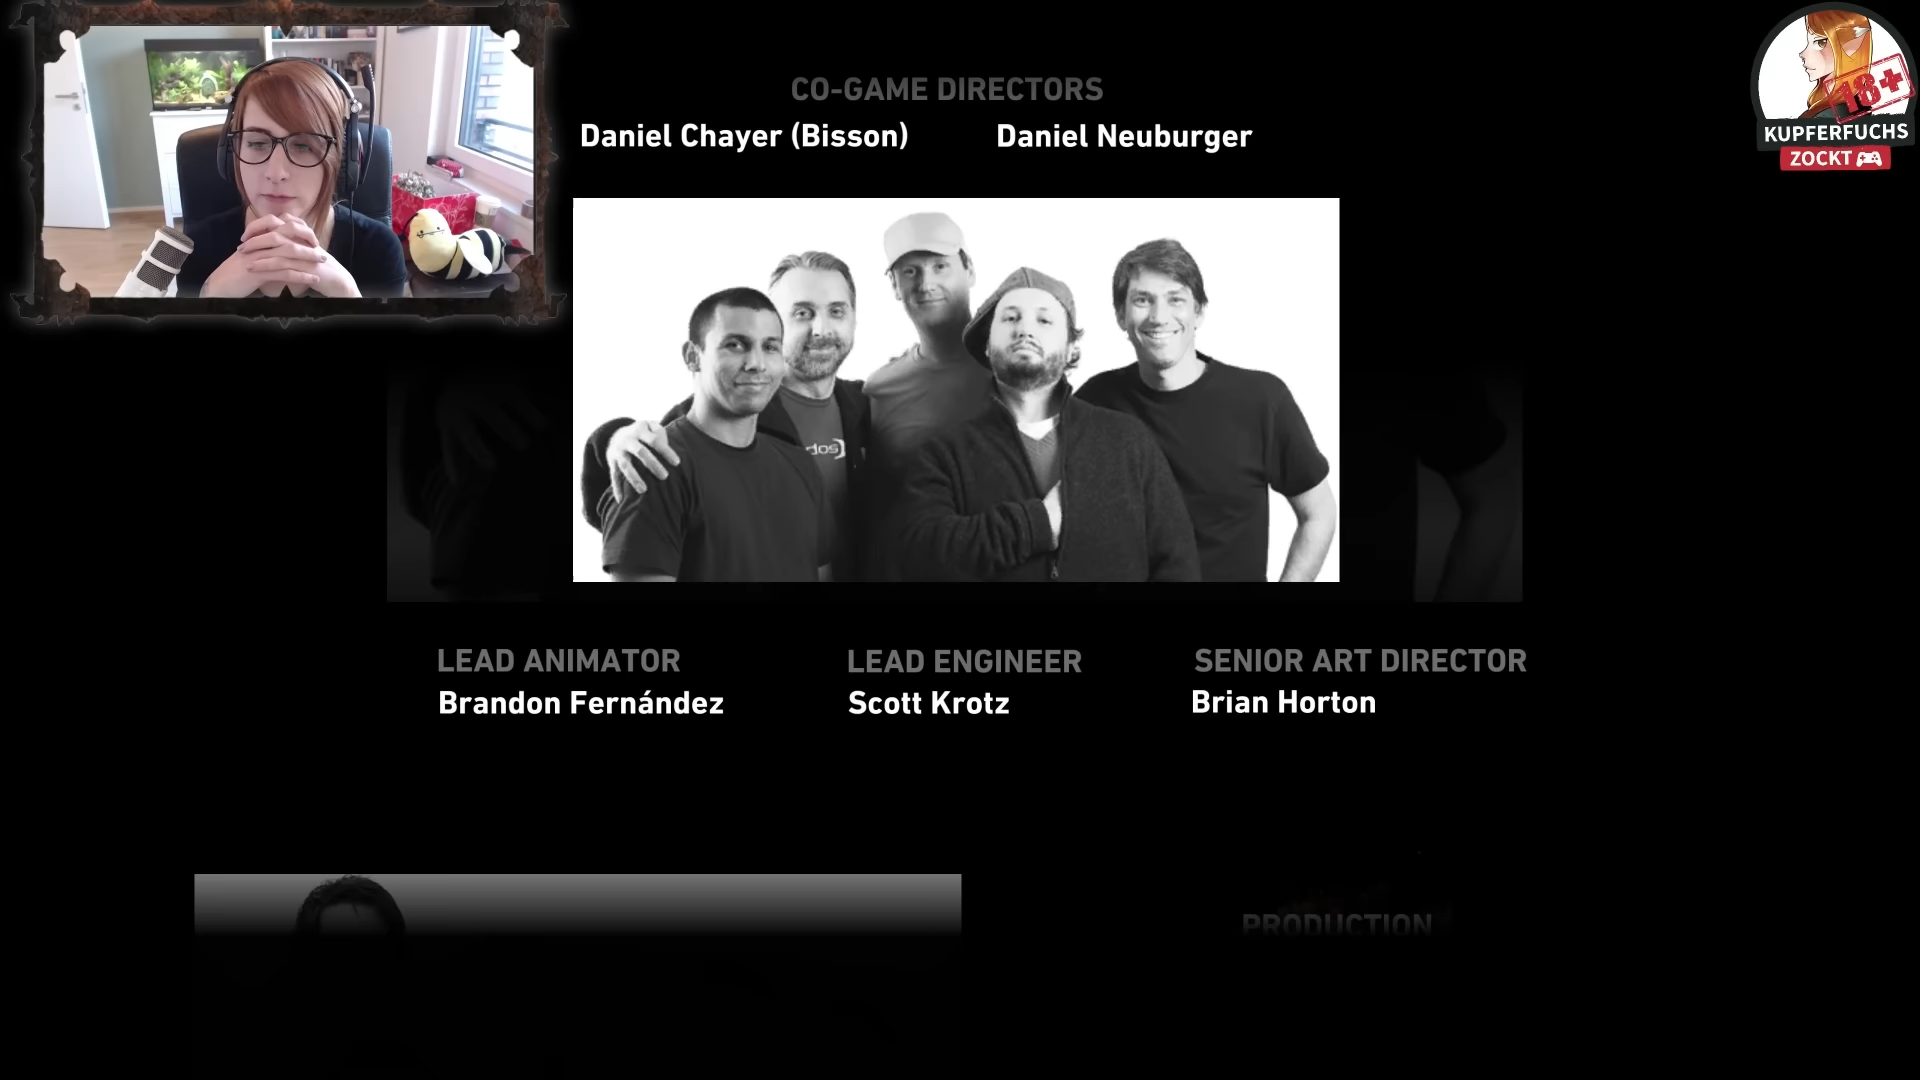 CO-GAME DIRECTORS
Daniel Chayer (Bisson) Daniel Neuburger
18+
KUPFERFUCHS
ZOCKT
dos)
LEAD ANIMATOR LEAD ENGINEER SENIOR ART DIRECTOR
Brandon Fernández Scott Krotz Brian Horton
PRODUCTION